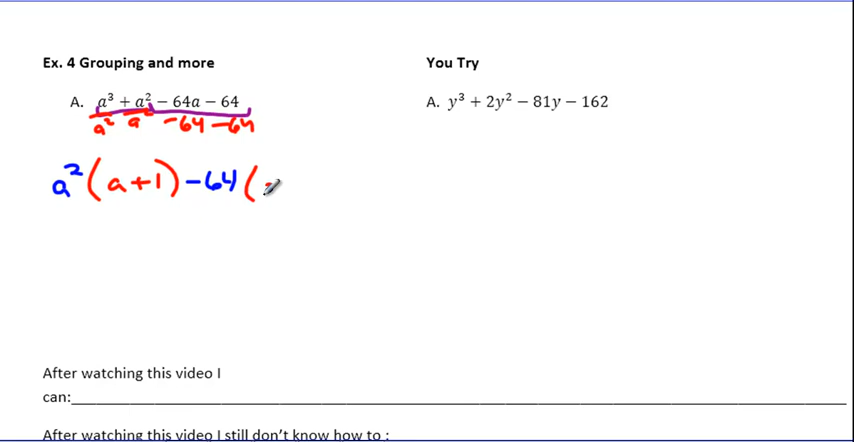 Ex. 4 Grouping and more
You Try
A. a³ + a² − 64a − 64
A. y³ + 2y² − 81y − 162
a² a² −64 −64
a² (a + 1) − 64 (
After watching this video I
can:
After watching this video I still don't know how to :